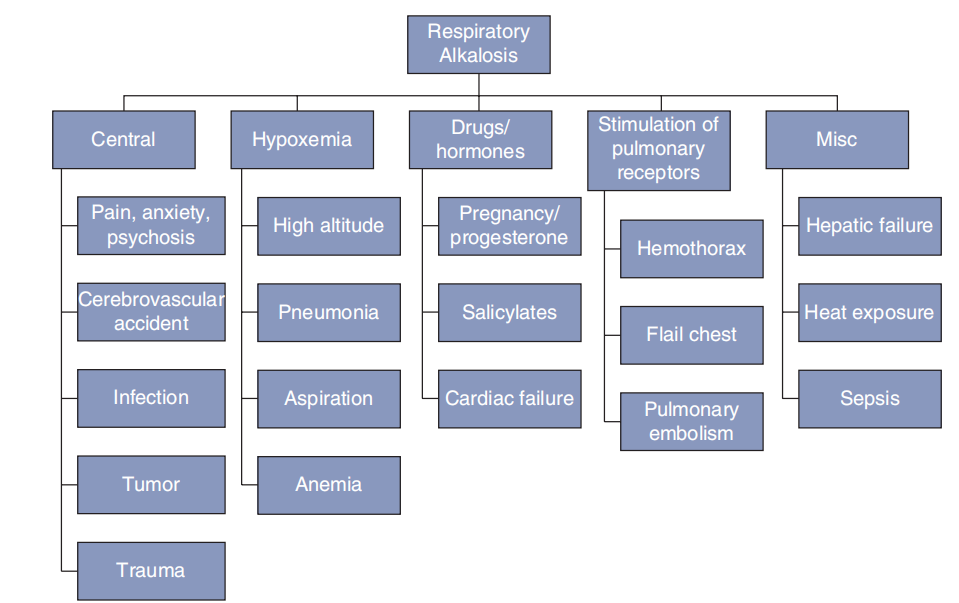 Respiratory
Alkalosis
Central
Hypoxemia
Drugs/
hormones
Stimulation of
pulmonary
receptors
Misc
Pain, anxiety,
psychosis
Cerebrovascular
accident
Infection
Tumor
Trauma
High altitude
Pneumonia
Aspiration
Anemia
Pregnancy/
progesterone
Salicylates
Cardiac failure
Hemothorax
Flail chest
Pulmonary
embolism
Hepatic failure
Heat exposure
Sepsis